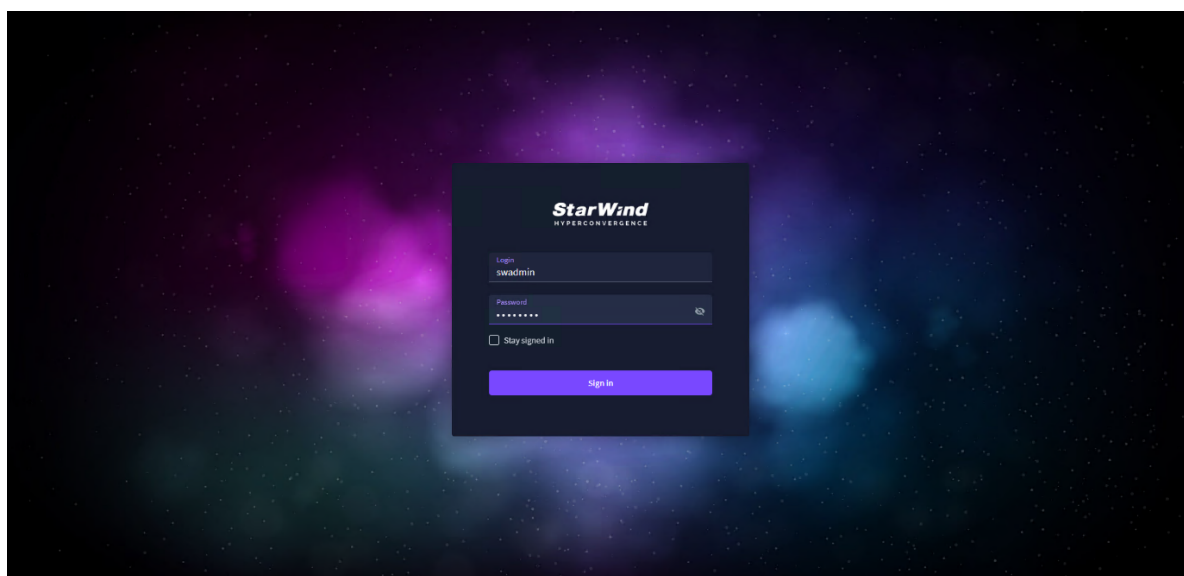 StarWind
HYPERCONVERGENCE
Login
swadmin
Password
••••••••
Stay signed in
Sign in